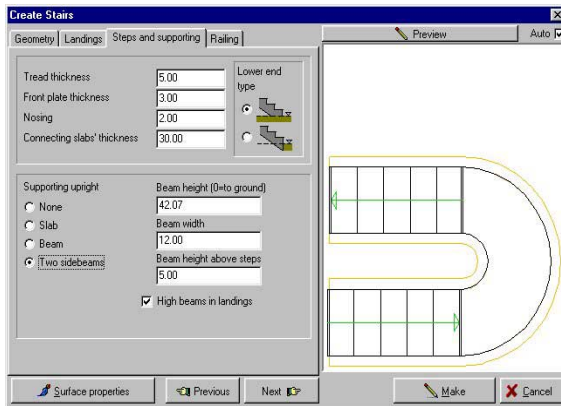 Create Stairs
Geometry Landings Steps and supporting Railing
Preview Auto
Tread thickness 5.00
Front plate thickness 3.00
Nosing 2.00
Connecting slabs' thickness 30.00
Lower end
type
Supporting upright
None
Slab
Beam
Two sidebeams
Beam height (0=to ground)
42.07
Beam width
12.00
Beam height above steps
5.00
High beams in landings
Surface properties Previous Next Make Cancel